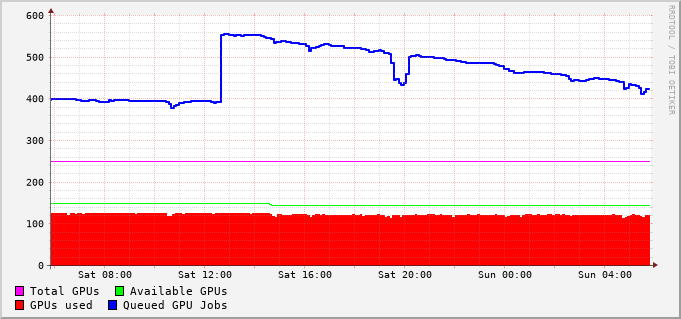 600
500
400
300
200
100
0
Sat 08:00 Sat 12:00 Sat 16:00 Sat 20:00 Sun 00:00 Sun 04:00
Total GPUs Available GPUs
GPUs used Queued GPU Jobs
RRDTOOL / TOBI OETIKER